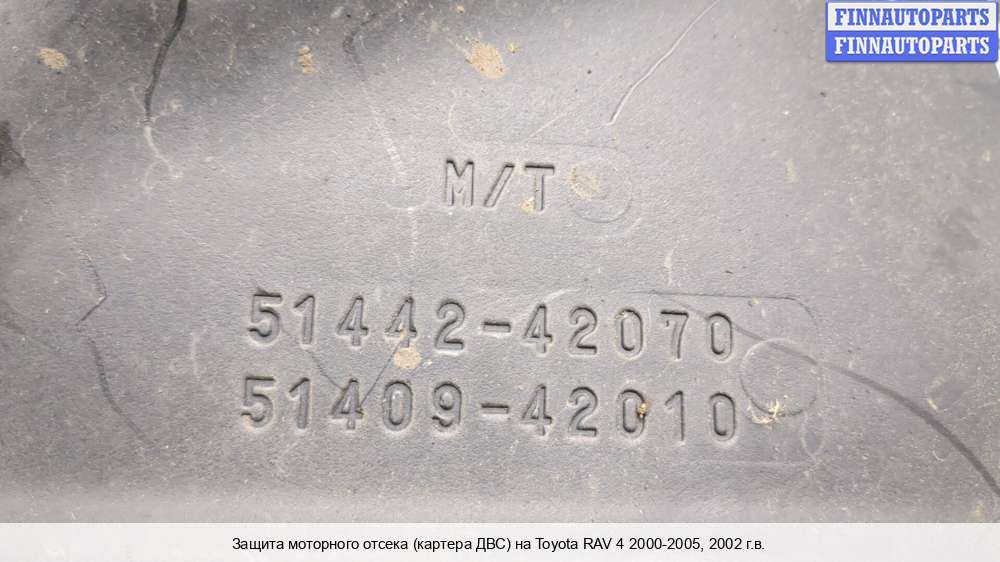 FINNAUTOPARTS
FINNAUTOPARTS
M/T
51442-42070
51409-42010
Защита моторного отсека (картера ДВС) на Toyota RAV 4 2000-2005, 2002 г.в.